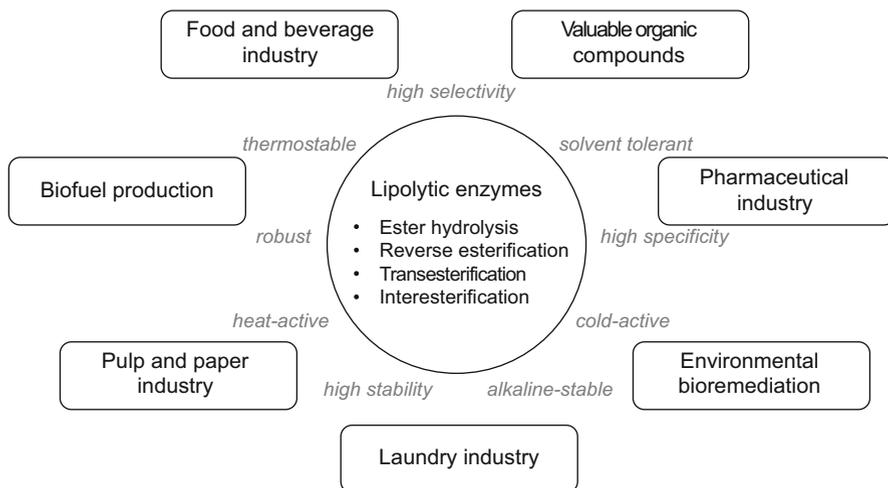 Food and beverage
industry
Valuable organic
compounds
high selectivity
thermostable
solvent tolerant
Biofuel production
Lipolytic enzymes
Pharmaceutical
industry
• Ester hydrolysis
• Reverse esterification
• Transesterification
• Interesterification
robust
high specificity
heat-active
cold-active
Pulp and paper
industry
Environmental
bioremediation
high stability
alkaline-stable
Laundry industry